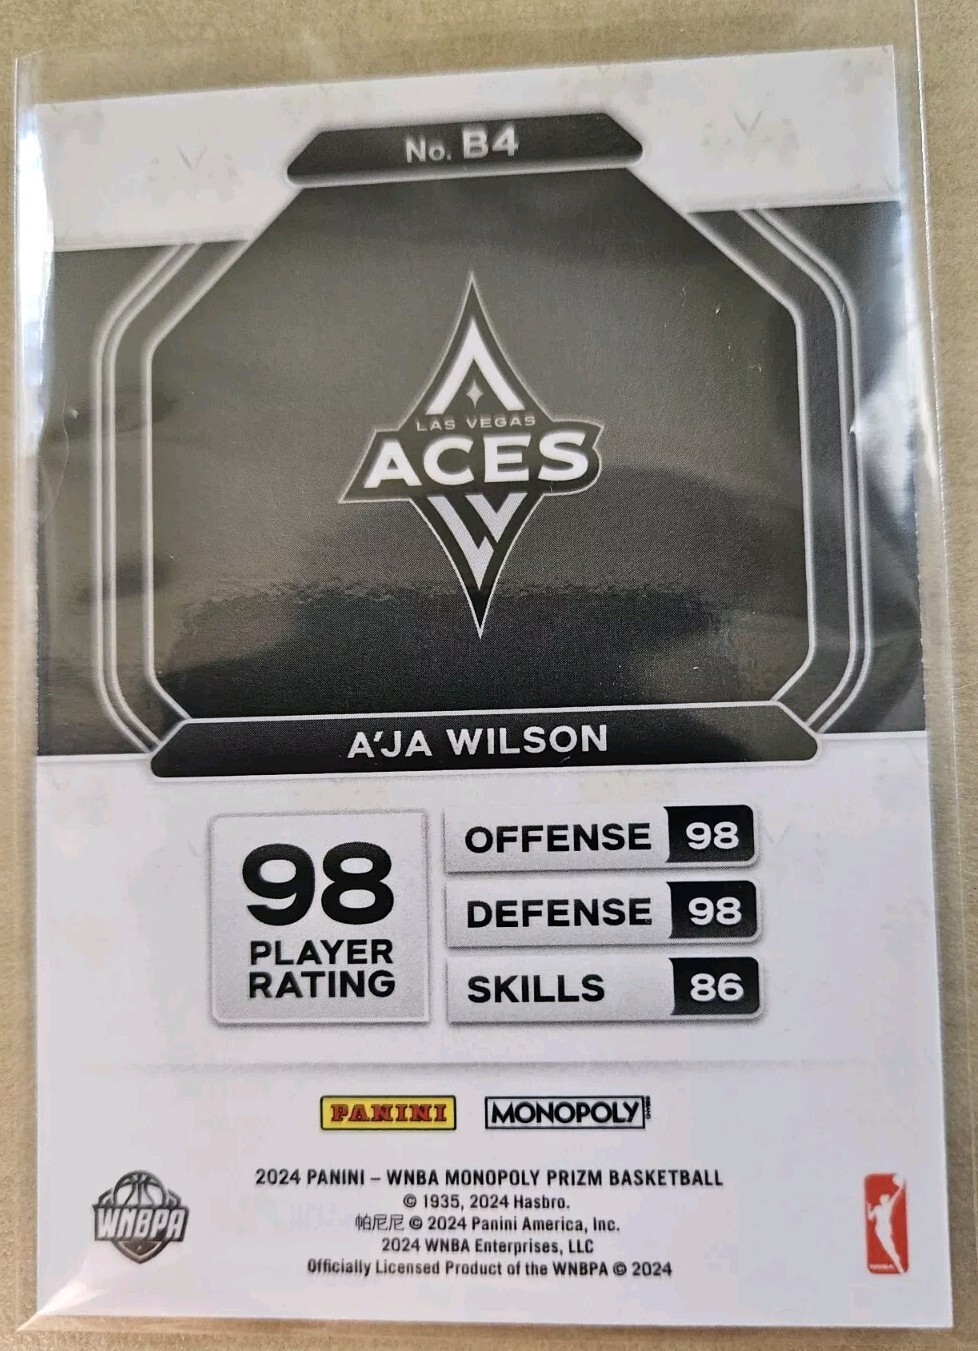 No. B4
LAS VEGAS
ACES
A'JA WILSON
98
PLAYER
RATING
OFFENSE 98
DEFENSE 98
SKILLS 86
PANINI
MONOPOLY
2024 PANINI – WNBA MONOPOLY PRIZM BASKETBALL
© 1935, 2024 Hasbro.
帕尼尼 © 2024 Panini America, Inc.
2024 WNBA Enterprises, LLC
Officially Licensed Product of the WNBPA © 2024
WNBPA
WNBA